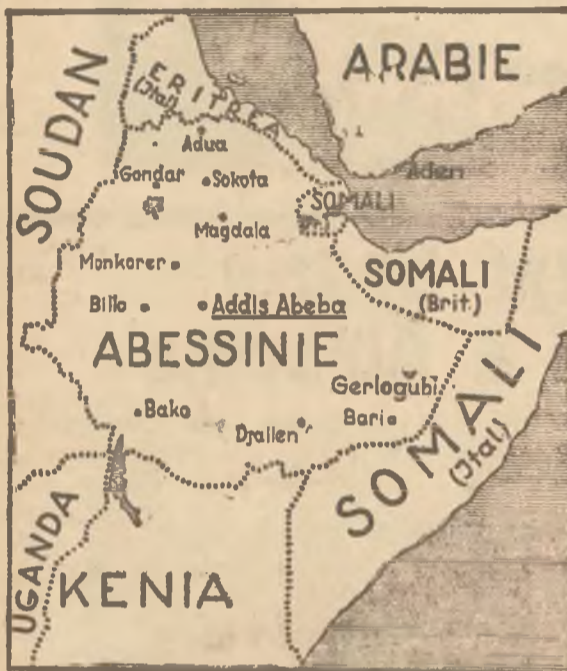 ARABIE
SOUDAN
ERITREA
(Ital)
Adua
Aden
Gondar
Sokota
SOMALI
Magdala
SOMALI
(Brit.)
Monkorer
Billo
Addis Abeba
ABESSINIE
Gerlogubi
Bako
Bari
SOMALI
(Ital)
UGANDA
KENIA